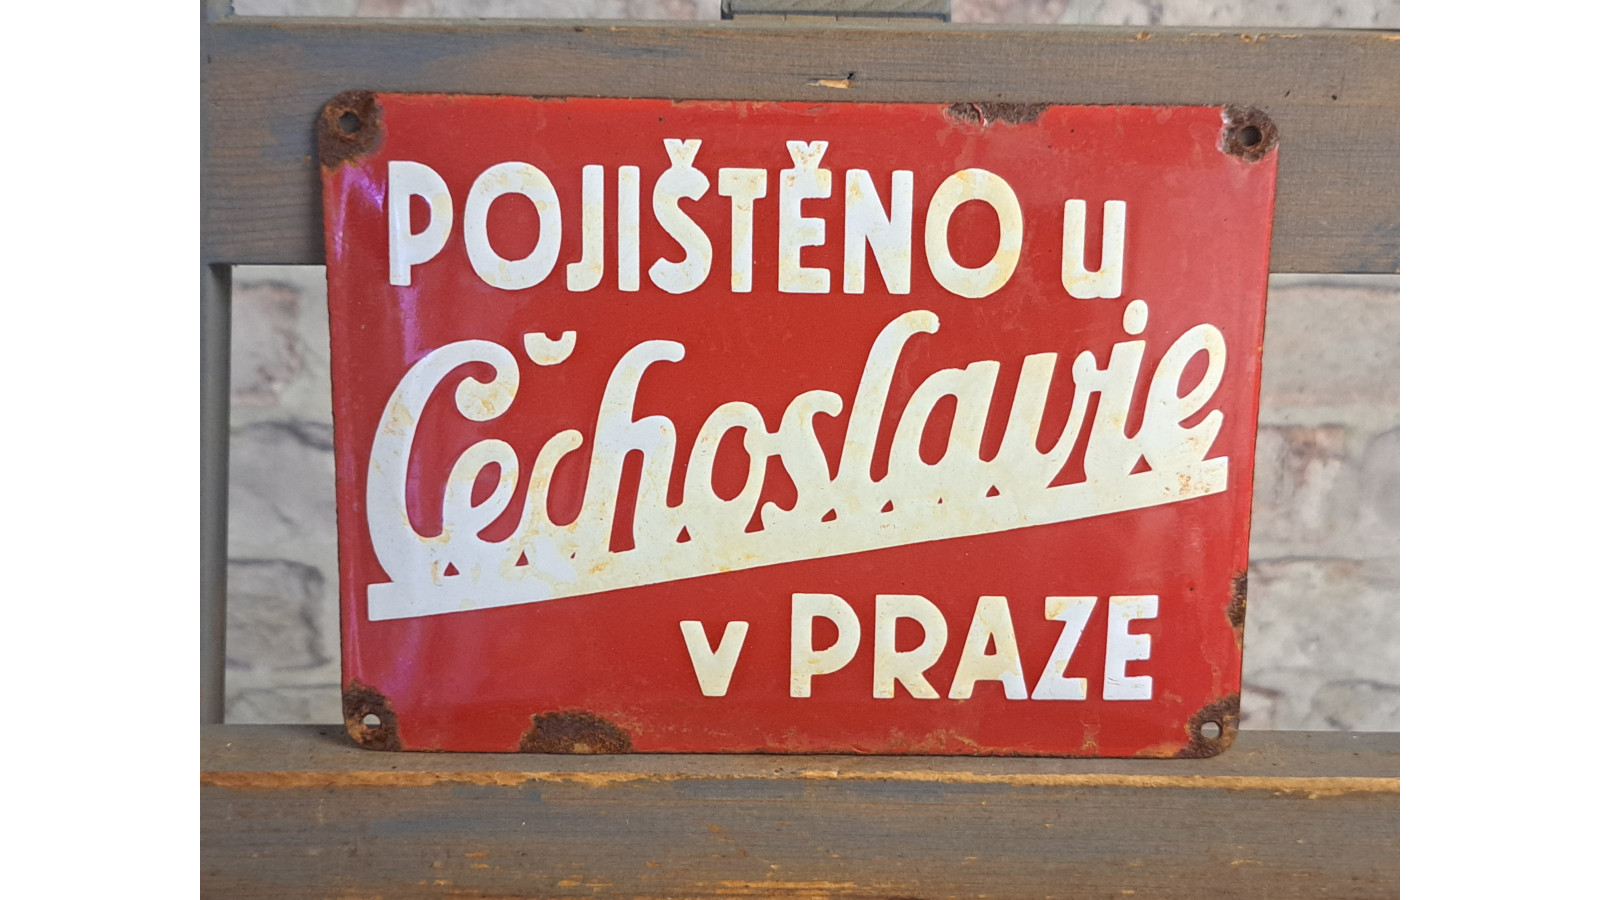 POJIŠTĚNO u
Čechoslavie
v PRAZE